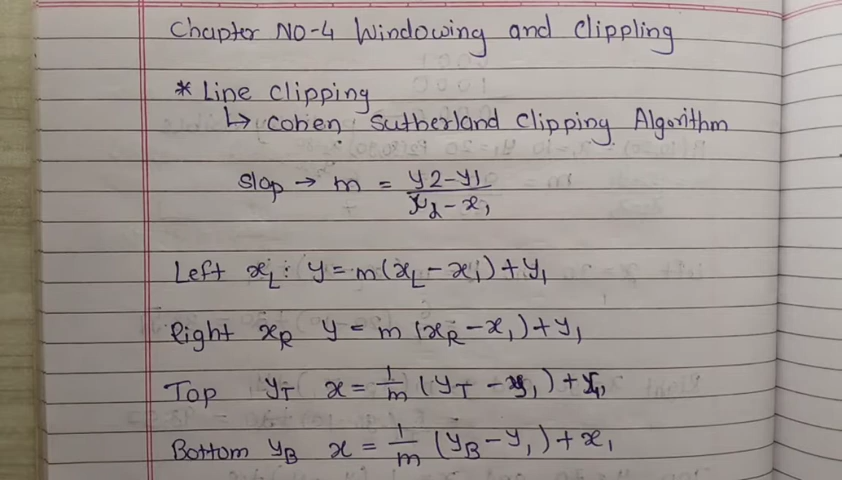 Chapter NO-4 Windowing and Clippling
* Line Clipping
↳ cohen Sutherland Clipping Algorithm
Slop → m = y2-y1 / x2-x1
Left xL: y = m(xL - x1) + y1
Right xR y = m (xR - x1) + y1
Top yT x = 1/m (yT - y1) + x1
Bottom yB x = 1/m (yB - y1) + x1